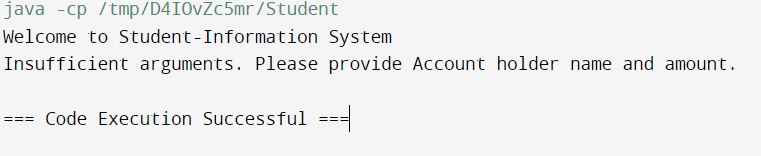 java -cp /tmp/D4IOvZc5mr/Student
Welcome to Student-Information System
Insufficient arguments. Please provide Account holder name and amount.
=== Code Execution Successful ===